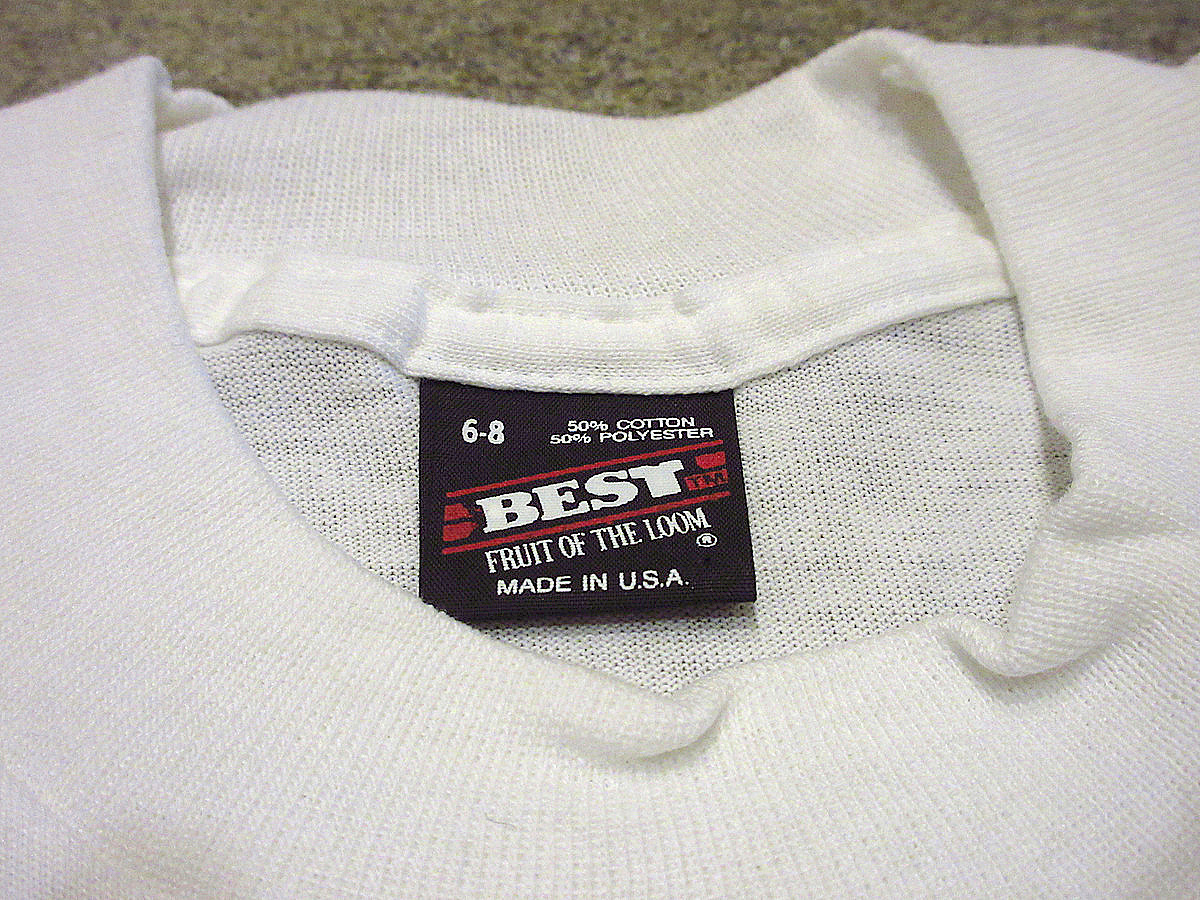 6-8
50% COTTON
50% POLYESTER
BEST TM
FRUIT OF THE LOOM ®
MADE IN U.S.A.